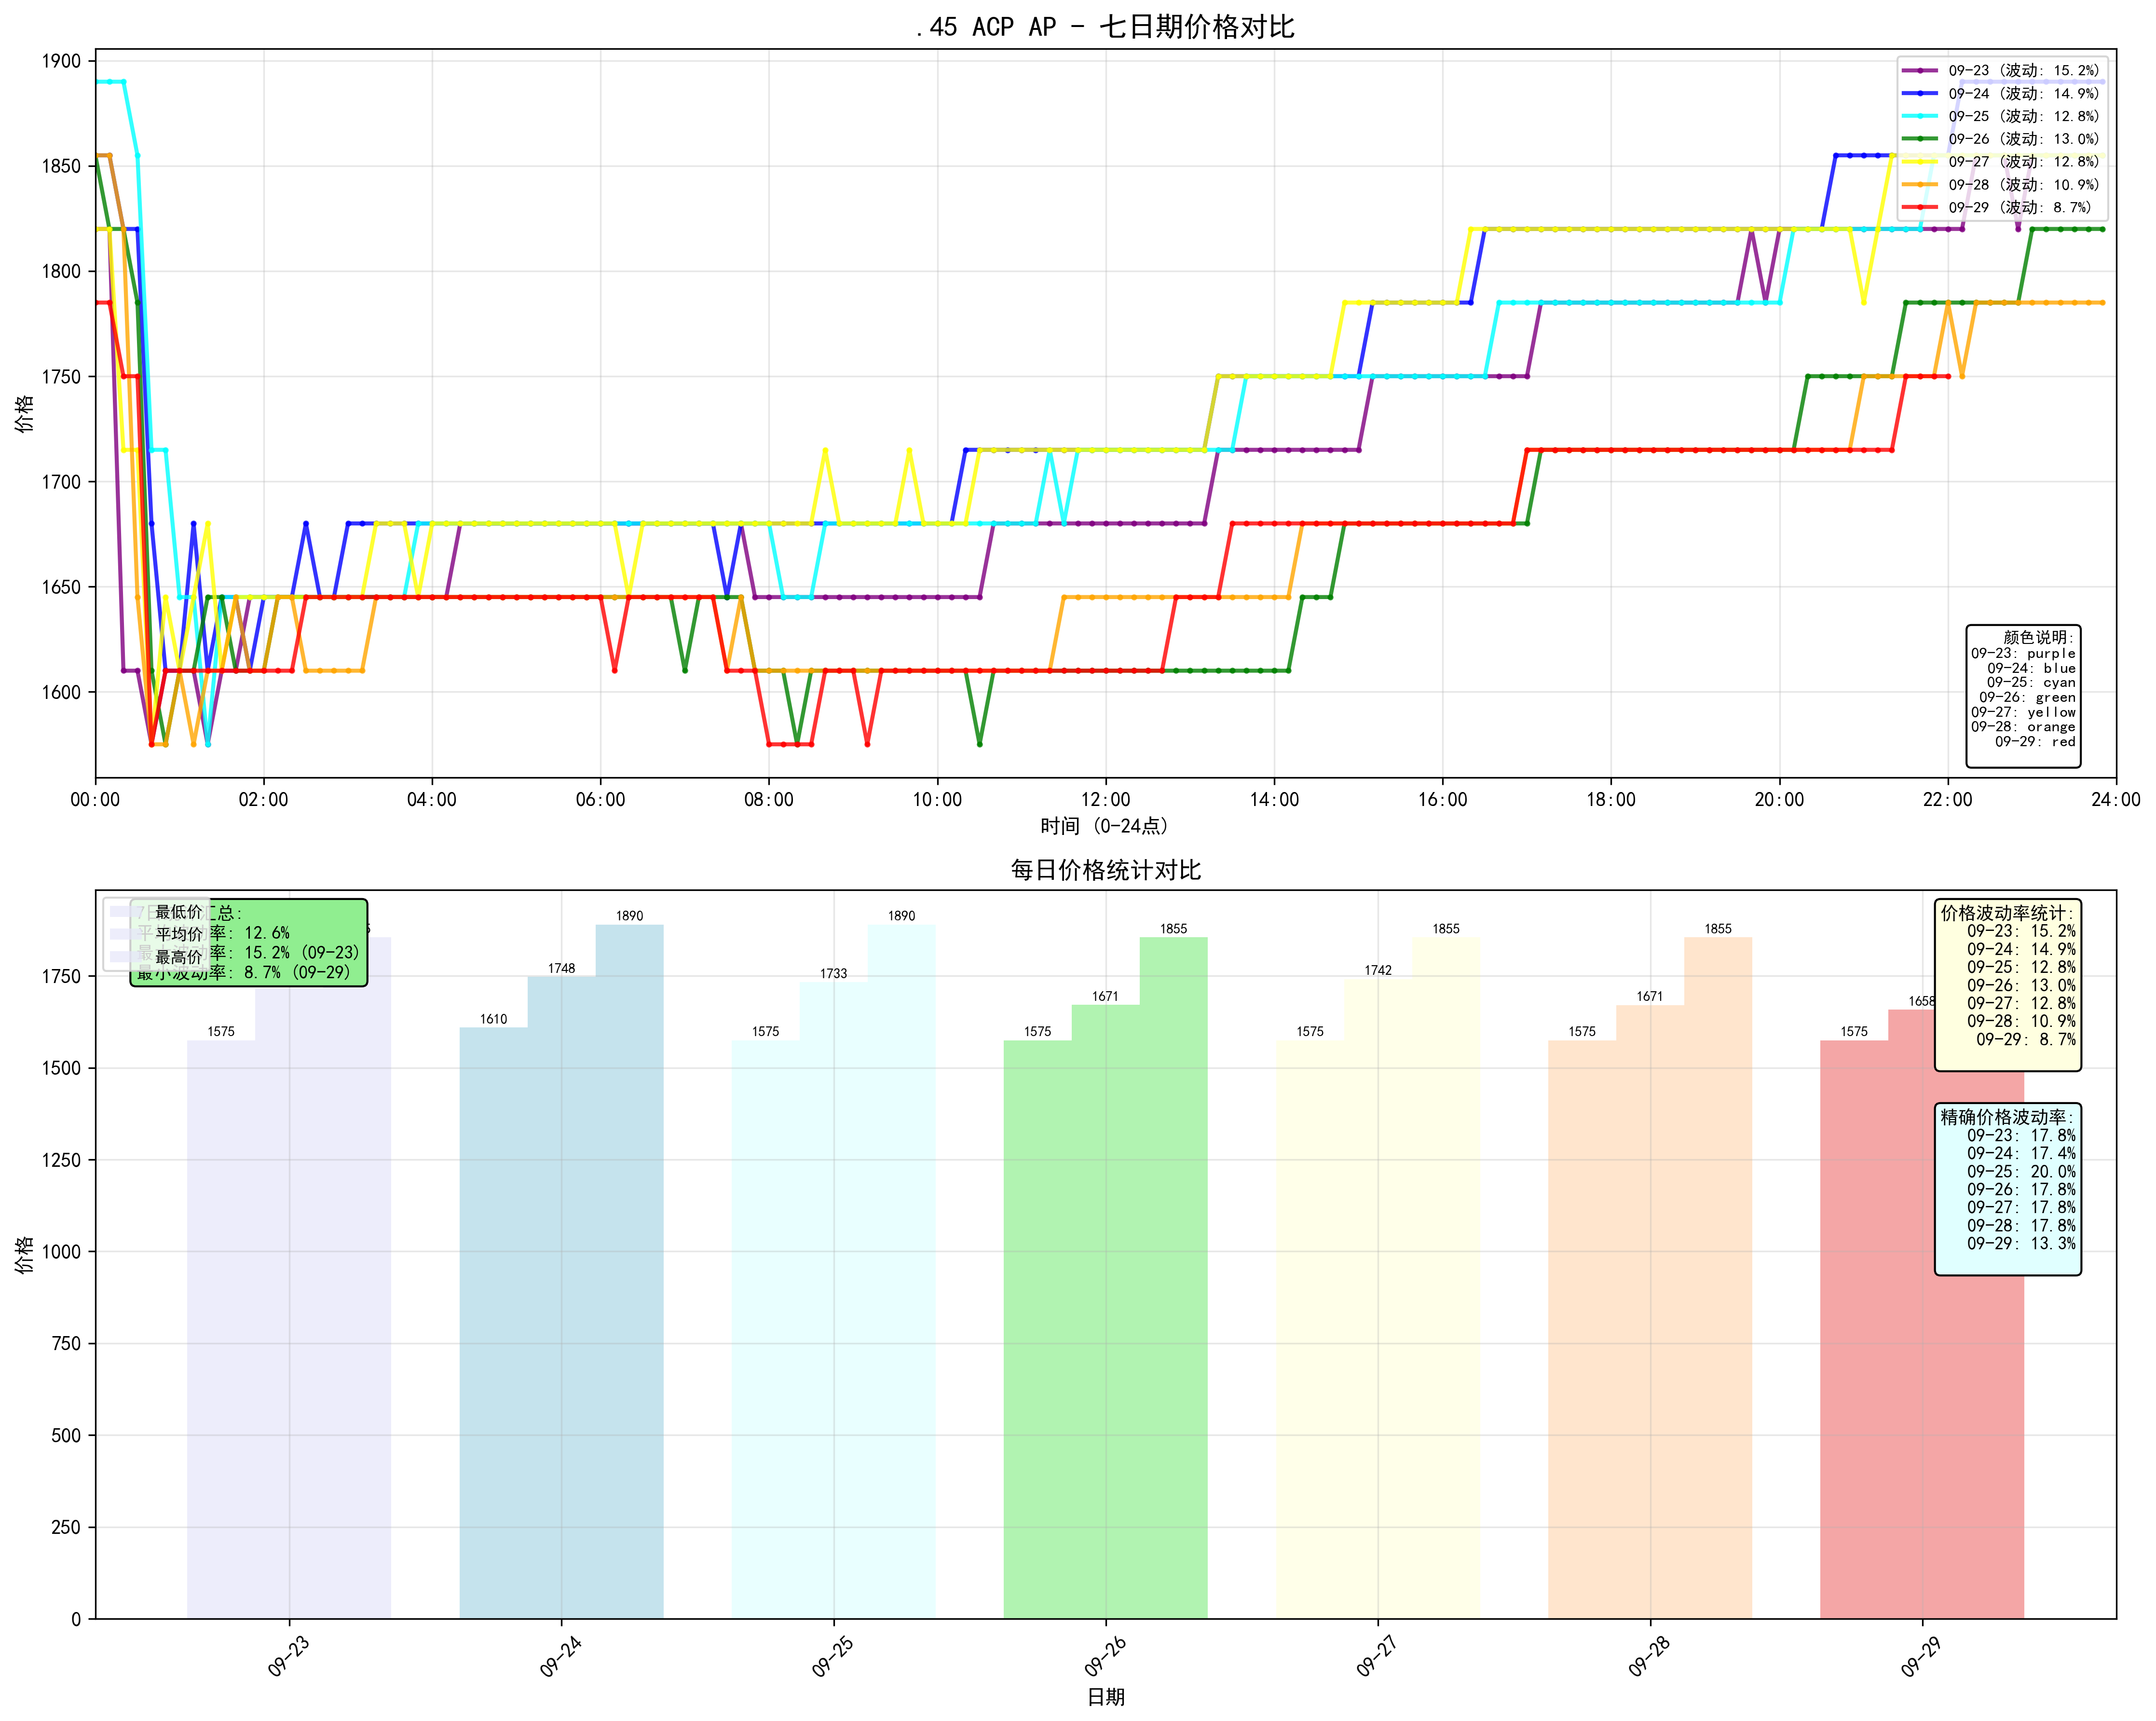 .45 ACP AP - 七日期价格对比
价格
1900
1850
1800
1750
1700
1650
1600
09-23 (波动: 15.2%)
09-24 (波动: 14.9%)
09-25 (波动: 12.8%)
09-26 (波动: 13.0%)
09-27 (波动: 12.8%)
09-28 (波动: 10.9%)
09-29 (波动: 8.7%)
颜色说明:
09-23: purple
09-24: blue
09-25: cyan
09-26: green
09-27: yellow
09-28: orange
09-29: red
00:00 02:00 04:00 06:00 08:00 10:00 12:00 14:00 16:00 18:00 20:00 22:00 24:00
时间 (0-24点)
每日价格统计对比
价格
1750
1500
1250
1000
750
500
250
0
最低价
平均价
最高价
汇总:
率: 12.6%
率: 15.2% (09-23)
最小波动率: 8.7% (09-29)
1575
1610 1748 1890
1575 1733 1890
1575 1671 1855
1575 1742 1855
1575 1671 1855
1575 1658
价格波动率统计:
09-23: 15.2%
09-24: 14.9%
09-25: 12.8%
09-26: 13.0%
09-27: 12.8%
09-28: 10.9%
09-29: 8.7%
精确价格波动率:
09-23: 17.8%
09-24: 17.4%
09-25: 20.0%
09-26: 17.8%
09-27: 17.8%
09-28: 17.8%
09-29: 13.3%
09-23 09-24 09-25 09-26 09-27 09-28 09-29
日期